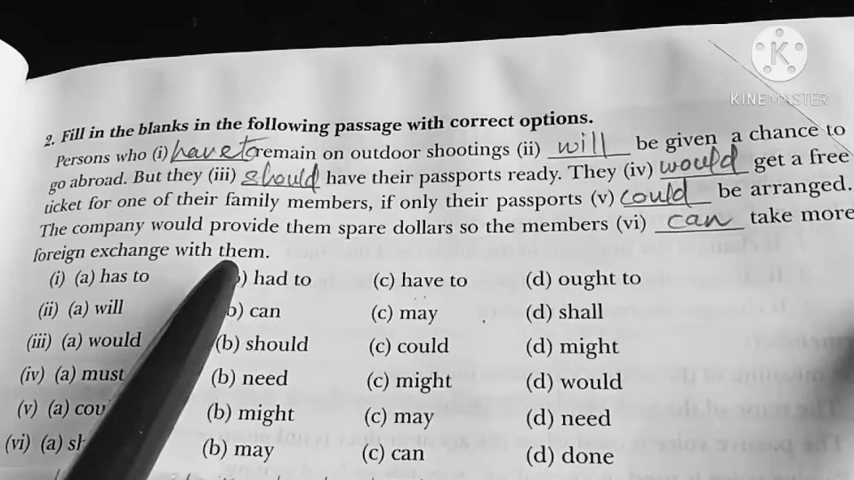 K
KINEMASTER
2. Fill in the blanks in the following passage with correct options.
Persons who (i) have to remain on outdoor shootings (ii) will be given a chance to
go abroad. But they (iii) should have their passports ready. They (iv) would get a free
ticket for one of their family members, if only their passports (v) could be arranged.
The company would provide them spare dollars so the members (vi) can take more
foreign exchange with them.
(i) (a) has to ) had to (c) have to (d) ought to
(ii) (a) will b) can (c) may (d) shall
(iii) (a) would (b) should (c) could (d) might
(iv) (a) must (b) need (c) might (d) would
(v) (a) cou (b) might (c) may (d) need
(vi) (a) sh (b) may (c) can (d) done